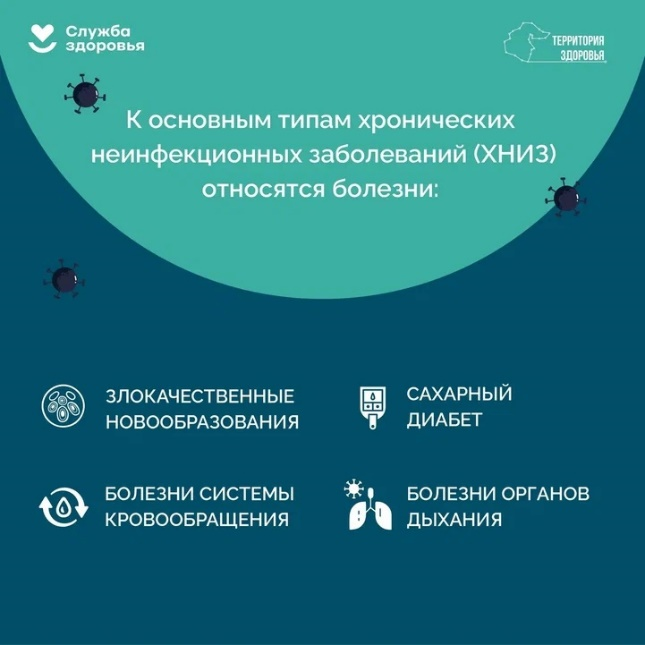 Служба
здоровья
ТЕРРИТОРИЯ
ЗДОРОВЬЯ
К основным типам хронических
неинфекционных заболеваний (ХНИЗ)
относятся болезни:
ЗЛОКАЧЕСТВЕННЫЕ
НОВООБРАЗОВАНИЯ
САХАРНЫЙ
ДИАБЕТ
БОЛЕЗНИ СИСТЕМЫ
КРОВООБРАЩЕНИЯ
БОЛЕЗНИ ОРГАНОВ
ДЫХАНИЯ